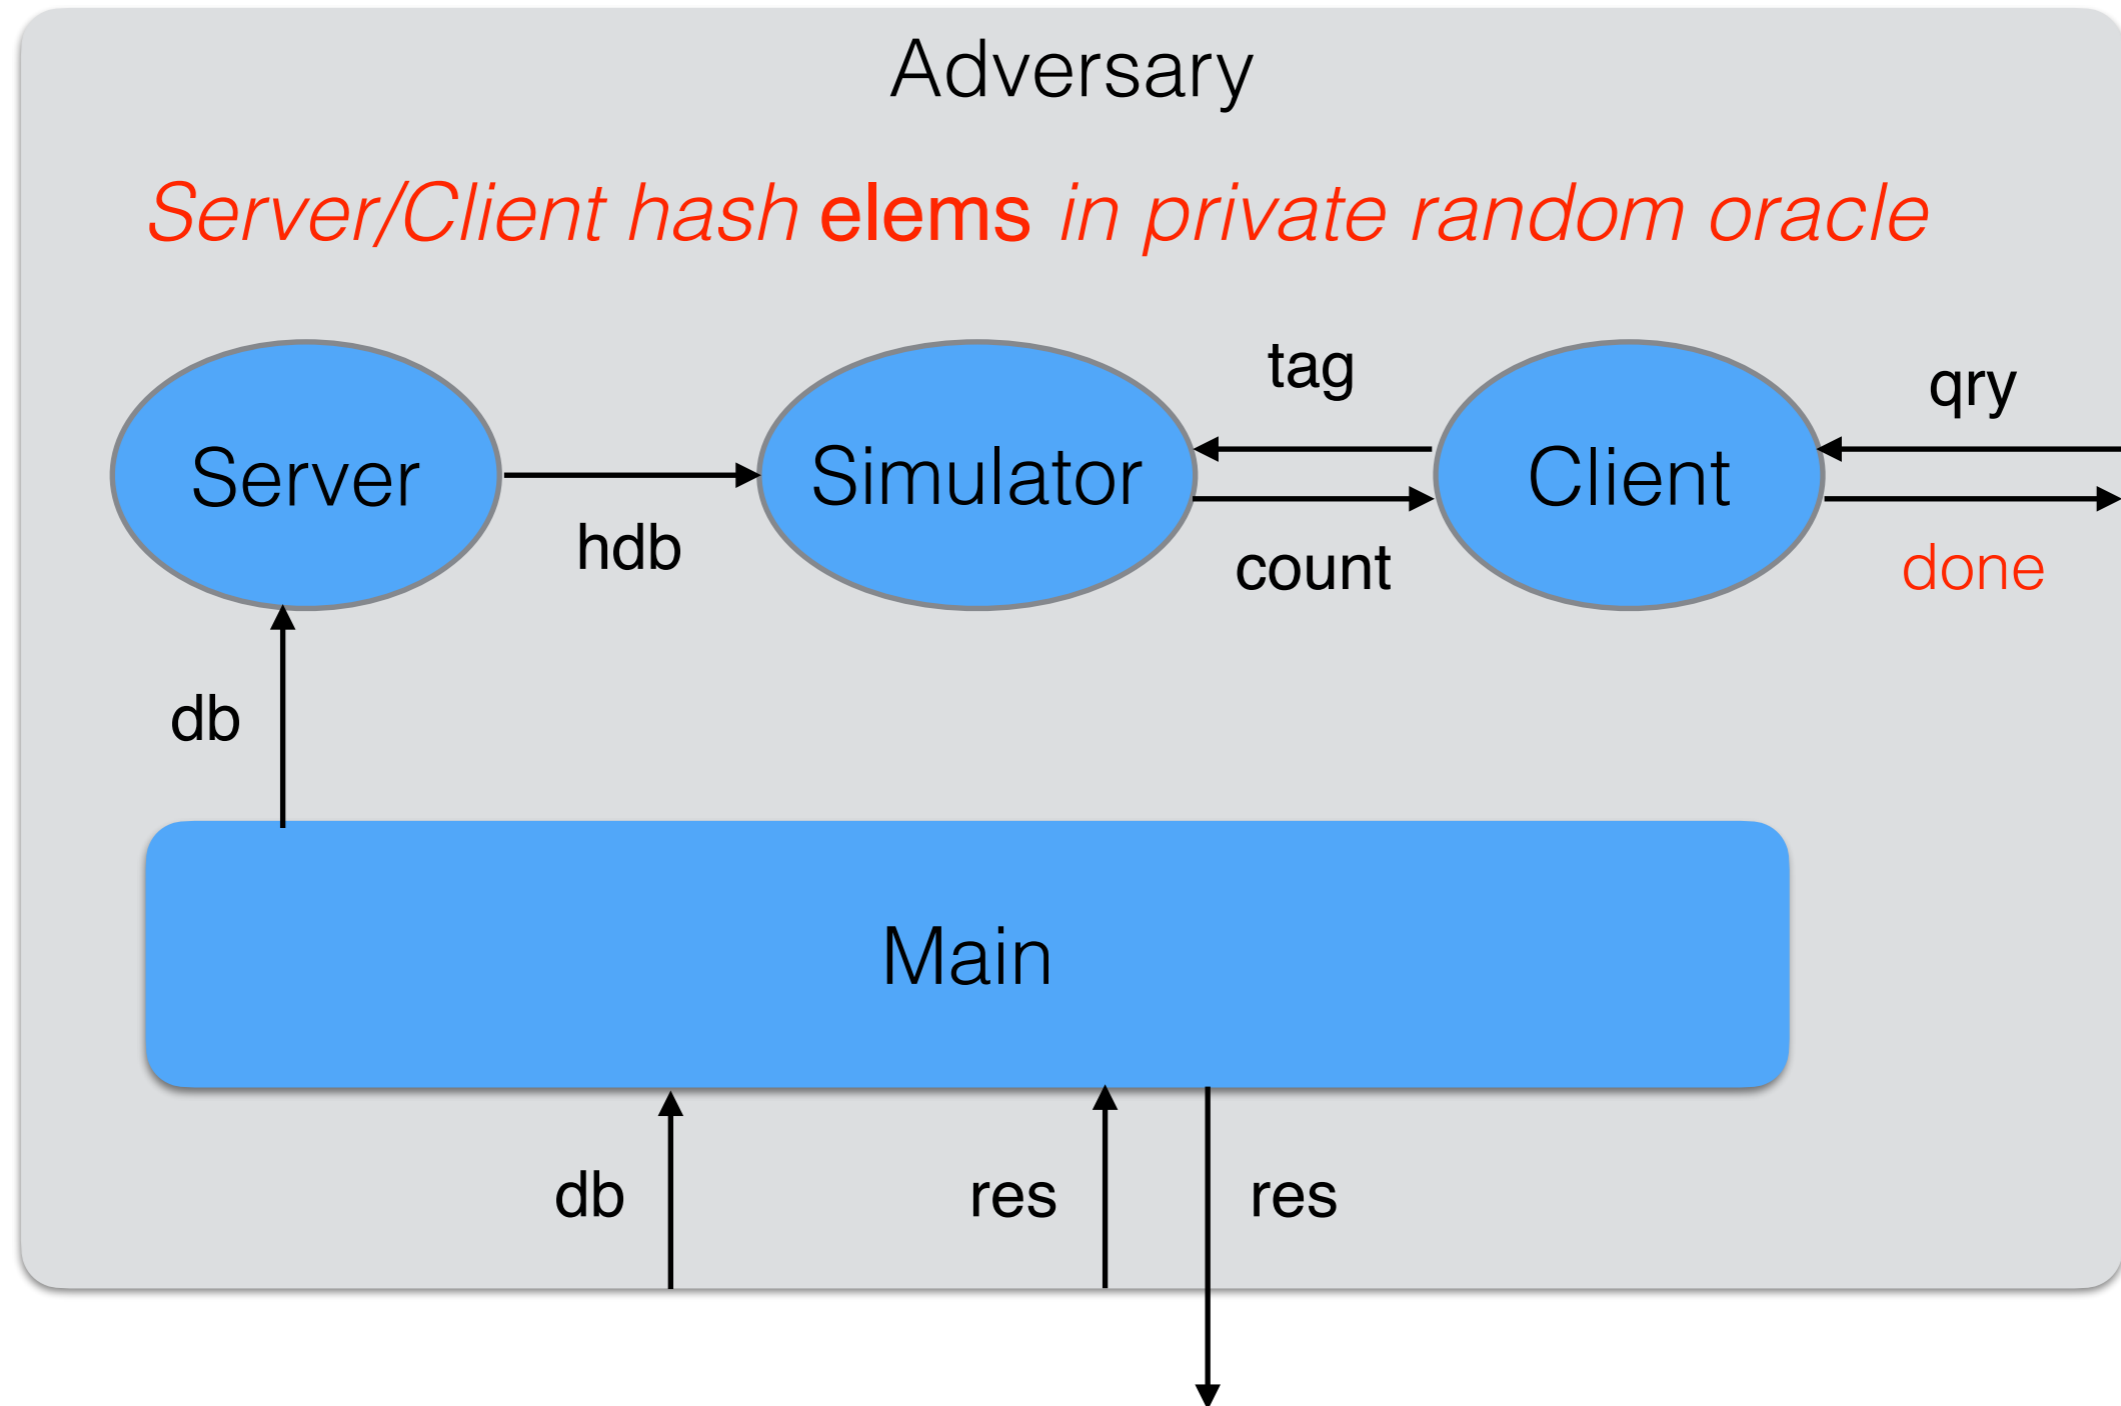 Adversary
Server/Client hash elems in private random oracle
tag
qry
Server
Simulator
Client
hdb
count
done
db
Main
db
res
res